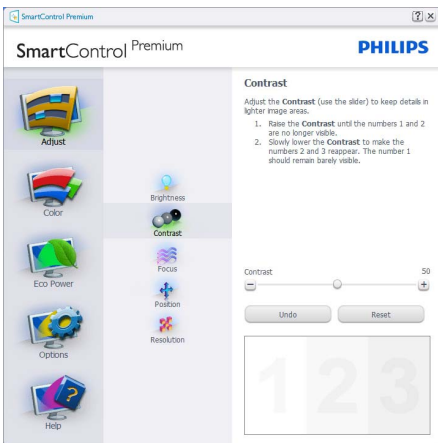 SmartControl Premium
SmartControl Premium
PHILIPS
Adjust
Color
Eco Power
Options
Help
Brightness
Contrast
Focus
Position
Resolution
Contrast
Adjust the Contrast (use the slider) to keep details in
lighter image areas.
1. Raise the Contrast until the numbers 1 and 2
are no longer visible.
2. Slowly lower the Contrast to make the
numbers 2 and 3 reappear. The number 1
should remain barely visible.
Contrast 50
Undo Reset
1 2 3